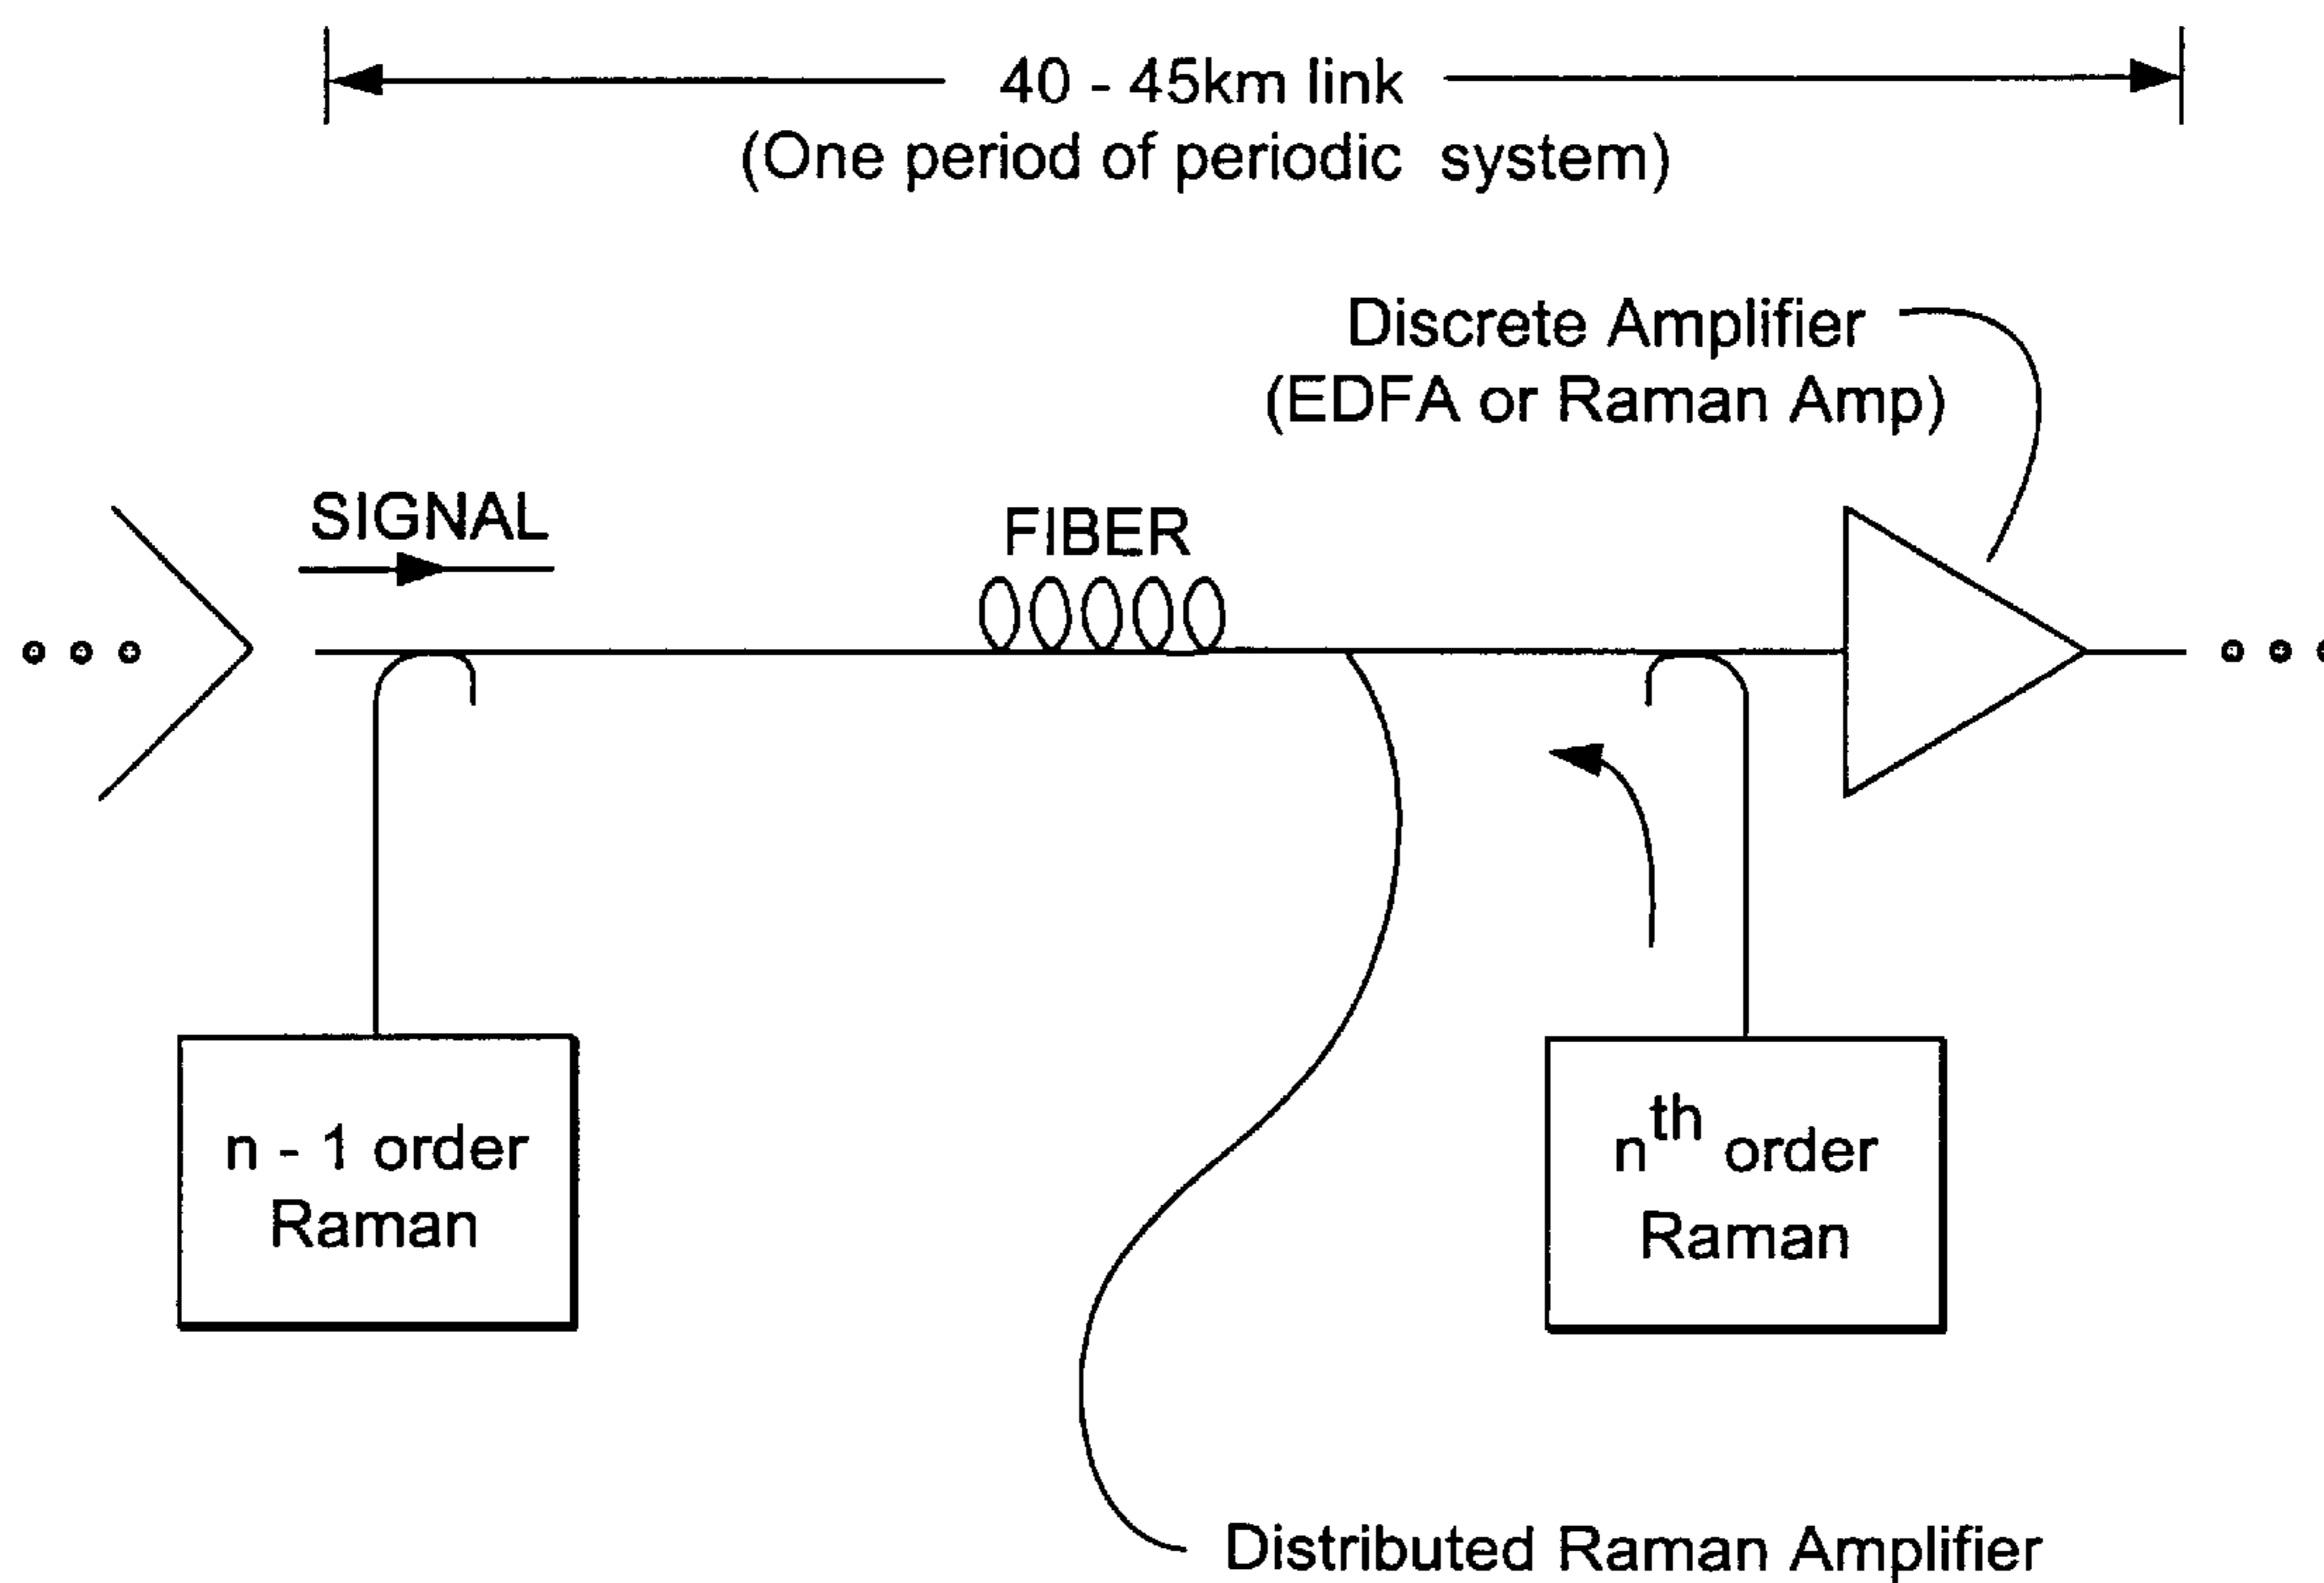 40 - 45km link
(One period of periodic system)
Discrete Amplifier
(EDFA or Raman Amp)
SIGNAL
FIBER
n - 1 order
Raman
nth order
Raman
Distributed Raman Amplifier